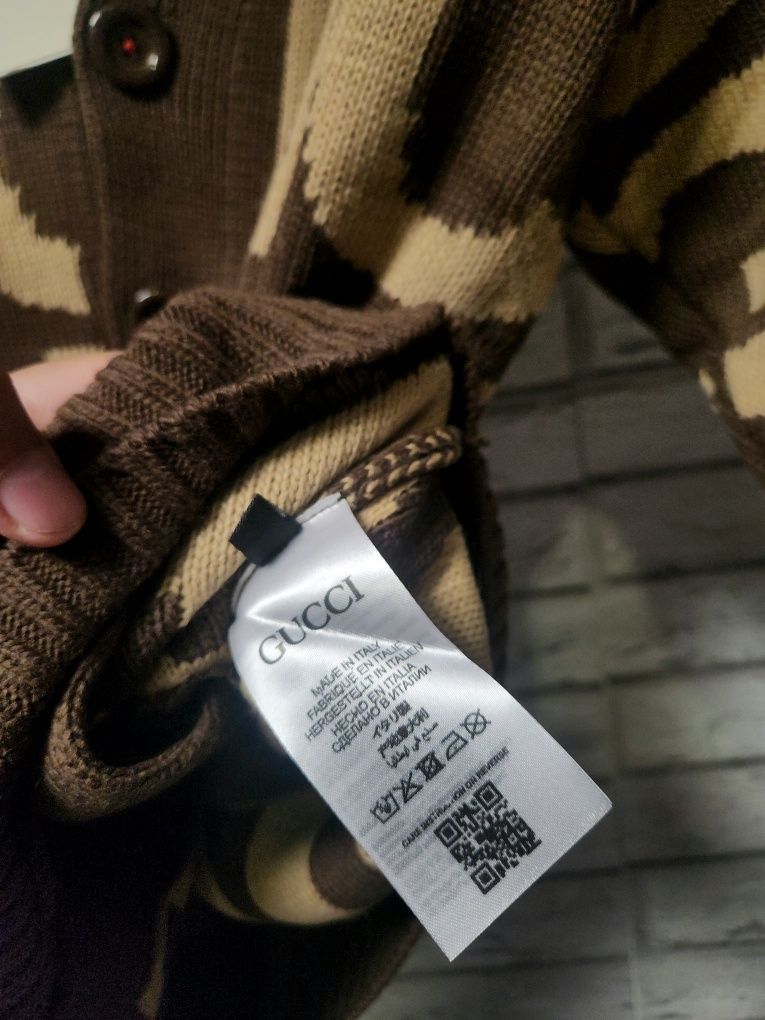 GUCCI
MADE IN ITALY
FABRIQUE EN ITALIE
HERGESTELLT IN ITALIEN
HECHO EN ITALIA
СДЕЛАНО В ИТАЛИИ
イタリ製
CARE INSTRUCTION ON REVERSE